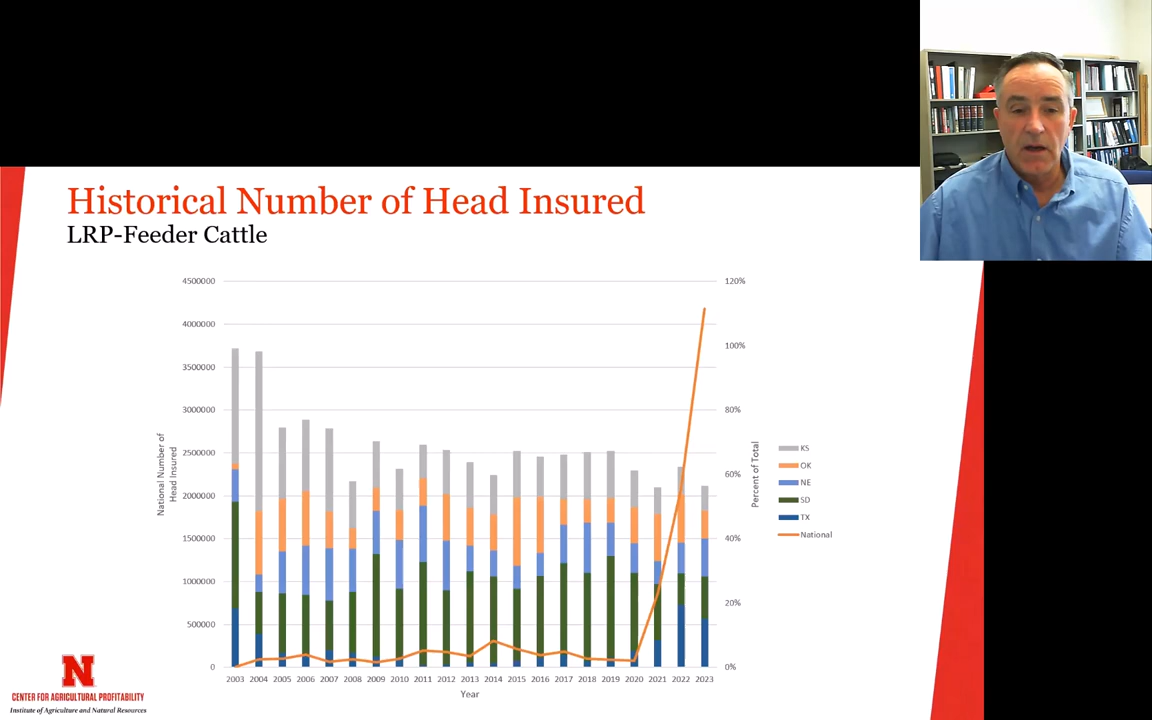 Historical Number of Head Insured
LRP-Feeder Cattle
4500000
4000000
3500000
3000000
2500000
2000000
1500000
1000000
500000
0
National Number of
Head Insured
120%
100%
80%
60%
40%
20%
0%
Percent of Total
KS
OK
NE
SD
TX
National
2003 2004 2005 2006 2007 2008 2009 2010 2011 2012 2013 2014 2015 2016 2017 2018 2019 2020 2021 2022 2023
Year
N
CENTER FOR AGRICULTURAL PROFITABILITY
Institute of Agriculture and Natural Resources